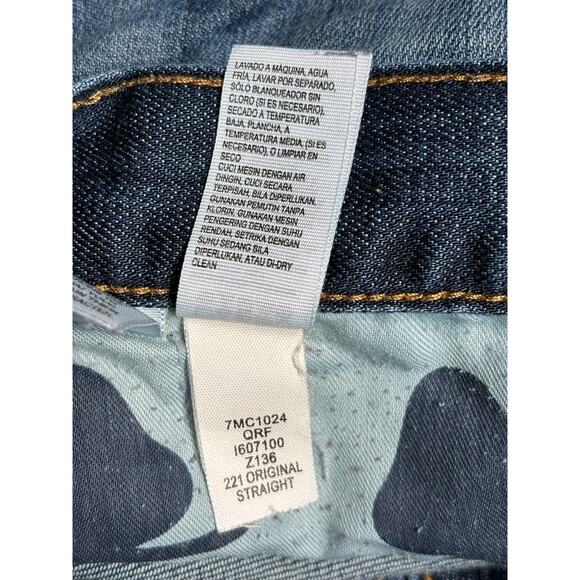 LAVADO A MÁQUINA, AGUA
FRÍA, LAVAR POR SEPARADO,
SÓLO BLANQUEADOR SIN
CLORO (SI ES NECESARIO),
SECADO A TEMPERATURA
BAJA, PLANCHA, A
TEMPERATURA MEDIA, (SI ES
NECESARIO), O LIMPIAR EN
SECO
CUCI MESIN DENGAN AIR
DINGIN, CUCI SECARA
TERPISAH, BILA DIPERLUKAN,
GUNAKAN PEMUTIH TANPA
KLORIN, GUNAKAN MESIN
PENGERING DENGAN SUHU
RENDAH, SETRIKA DENGAN
SUHU SEDANG BILA
DIPERLUKAN, ATAU DI-DRY
CLEAN
7MC1024
QRF
I607100
Z136
221 ORIGINAL
STRAIGHT